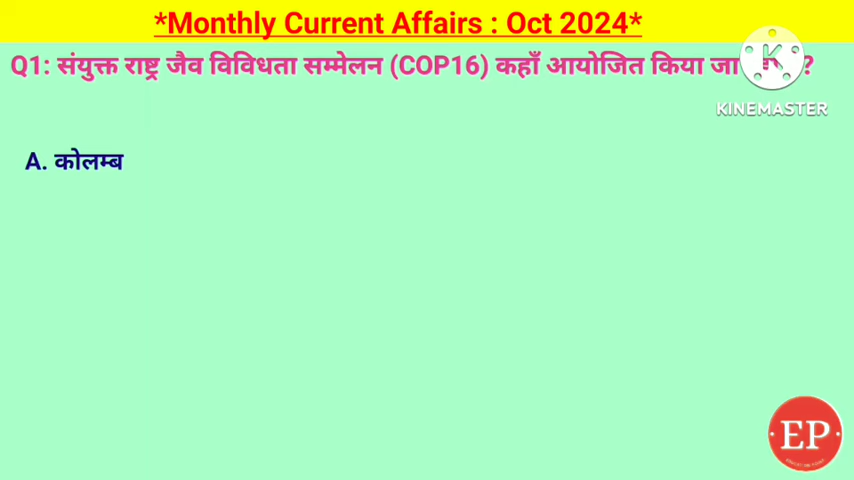 *Monthly Current Affairs : Oct 2024*
Q1: संयुक्त राष्ट्र जैव विविधता सम्मेलन (COP16) कहाँ आयोजित किया जा ?
K
KINEMASTER
A. कोलम्ब
EP